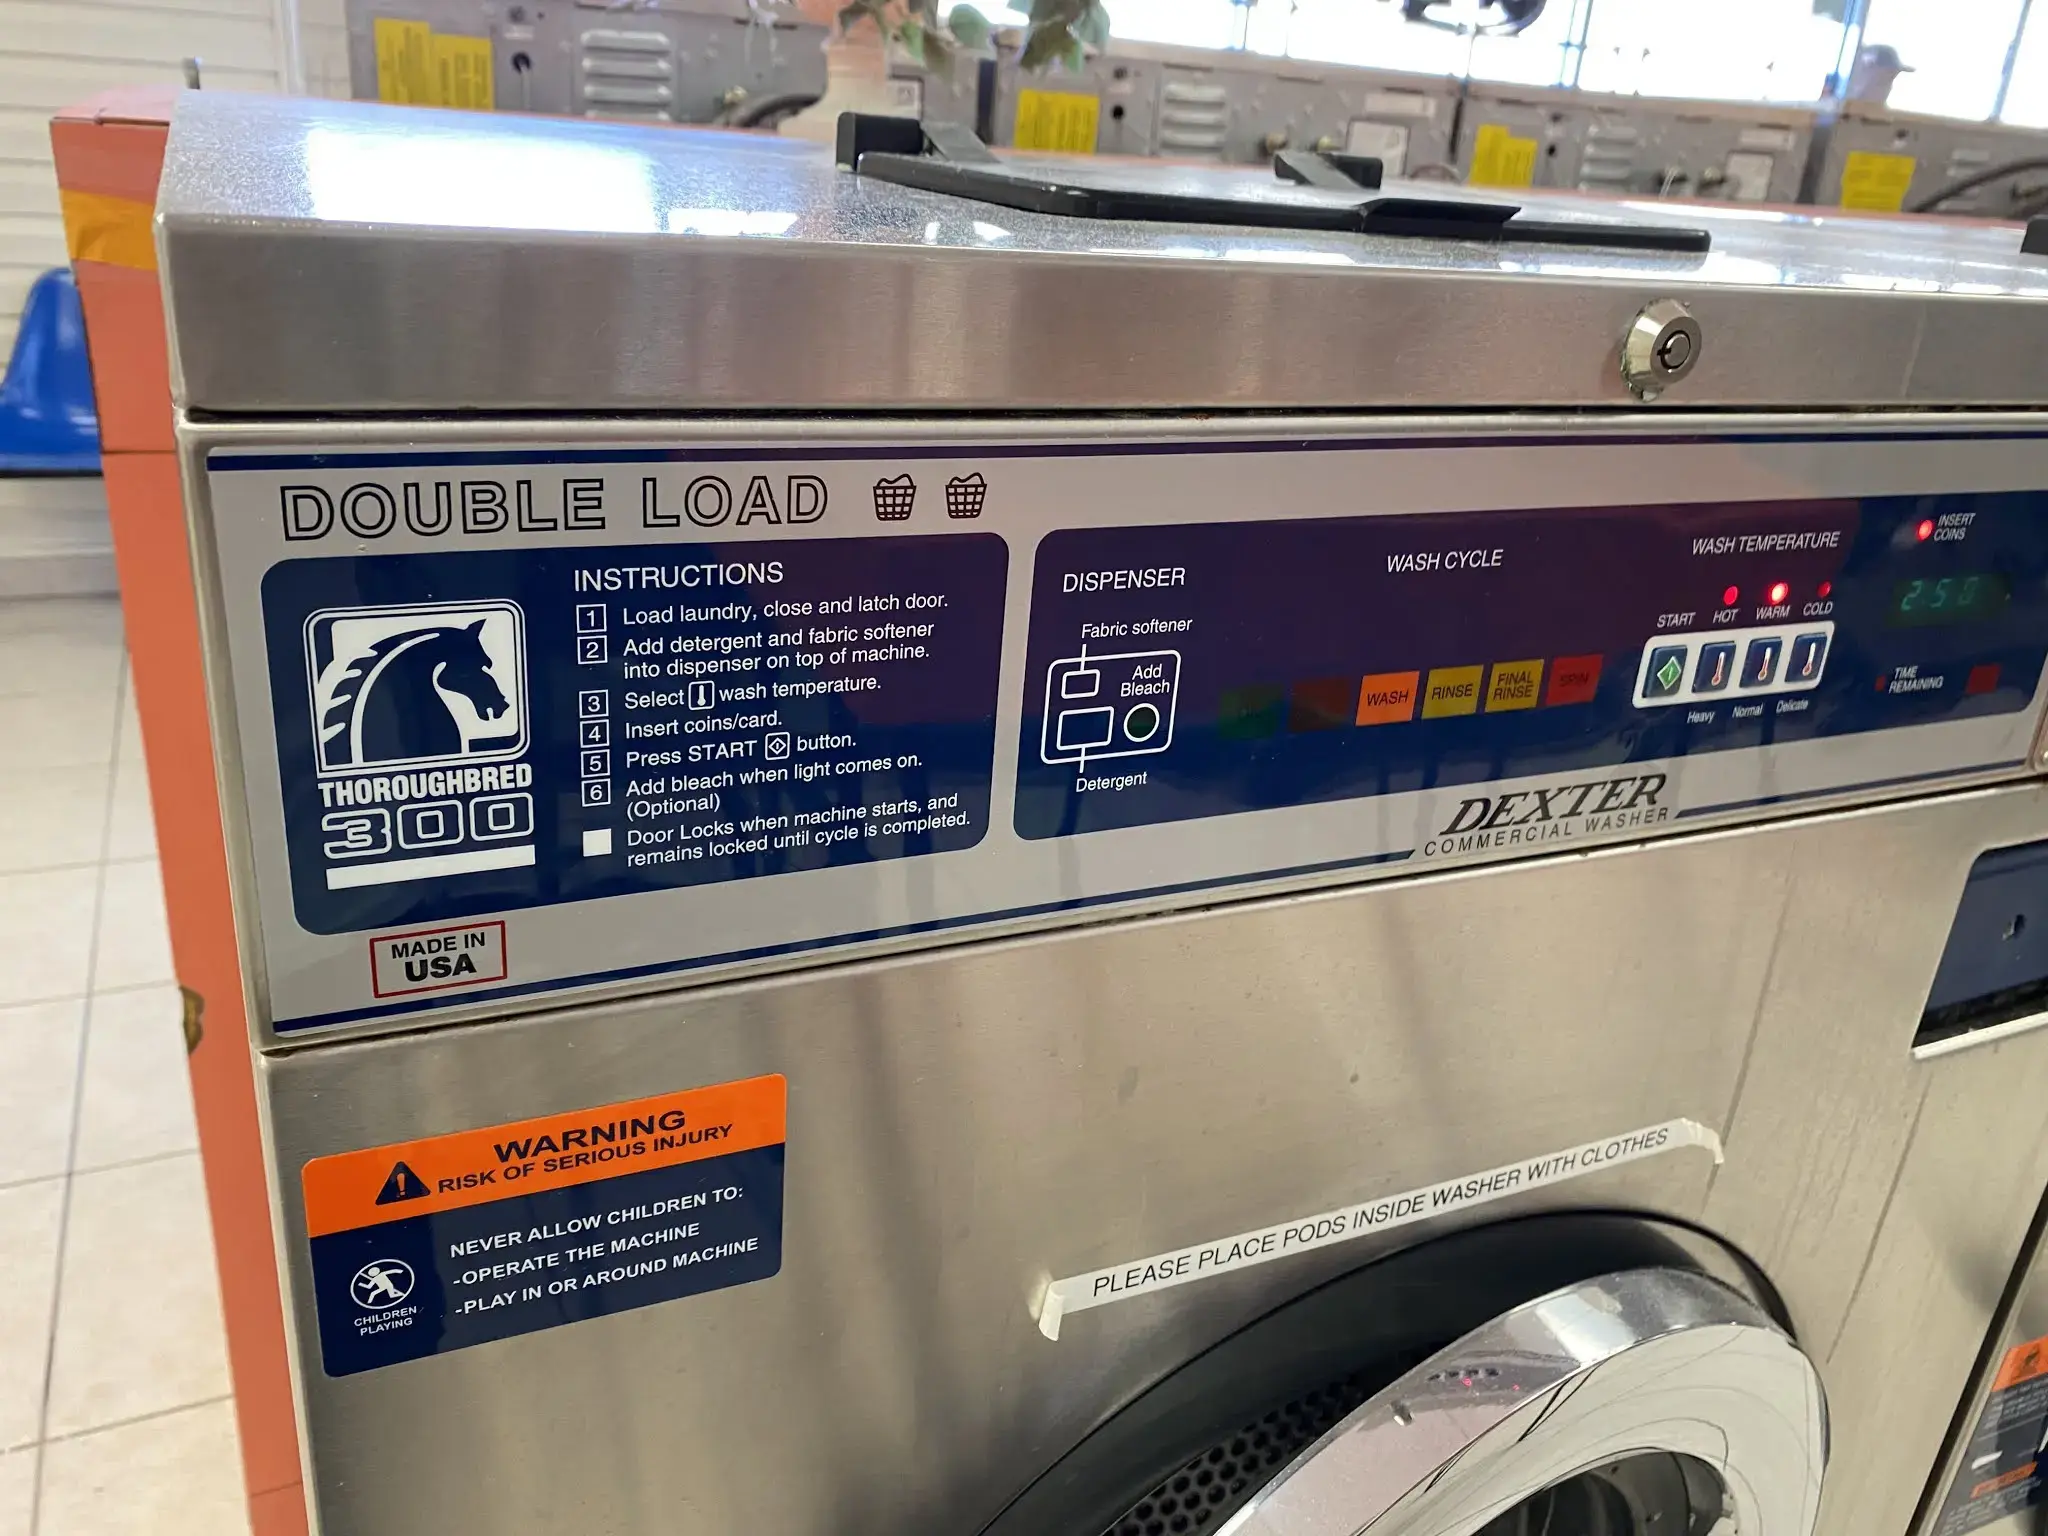 DOUBLE LOAD
INSTRUCTIONS
1 Load laundry, close and latch door.
2 Add detergent and fabric softener
into dispenser on top of machine.
3 Select wash temperature.
4 Insert coins/card.
5 Press START button.
6 Add bleach when light comes on.
(Optional)
Door Locks when machine starts, and
remains locked until cycle is completed.
THOROUGHBRED
300
MADE IN
USA
DISPENSER
Fabric softener
Add
Bleach
Detergent
WASH CYCLE
WASH
RINSE
FINAL
RINSE
SPIN
WASH TEMPERATURE
START HOT WARM COLD
Heavy Normal Delicate
INSERT
COINS
2.50
TIME
REMAINING
DEXTER
COMMERCIAL WASHER
WARNING
RISK OF SERIOUS INJURY
NEVER ALLOW CHILDREN TO:
-OPERATE THE MACHINE
-PLAY IN OR AROUND MACHINE
CHILDREN
PLAYING
PLEASE PLACE PODS INSIDE WASHER WITH CLOTHES